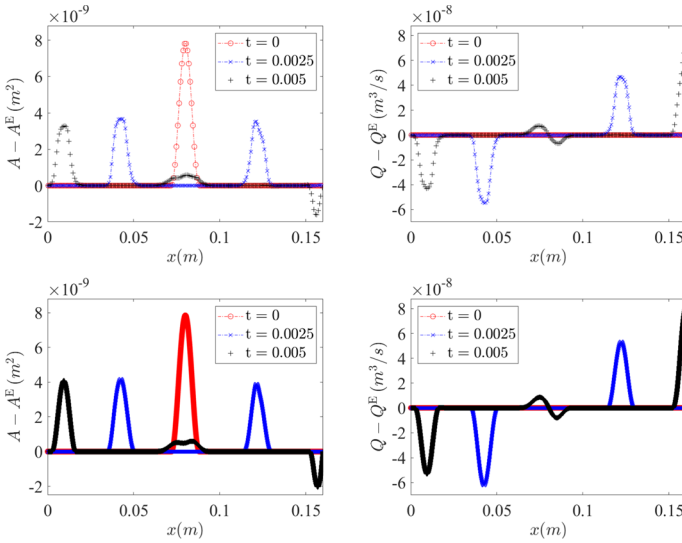 ×10⁻⁹
8
6
4
2
0
-2
A − Aᴱ (m²)
t = 0
t = 0.0025
t = 0.005
0 0.05 0.1 0.15
x(m)
×10⁻⁸
8
6
4
2
0
-2
-4
-6
Q − Qᴱ (m³/s)
t = 0
t = 0.0025
t = 0.005
0 0.05 0.1 0.15
x(m)
×10⁻⁹
8
6
4
2
0
-2
A − Aᴱ (m²)
t = 0
t = 0.0025
t = 0.005
0 0.05 0.1 0.15
x(m)
×10⁻⁸
8
6
4
2
0
-2
-4
-6
Q − Qᴱ (m³/s)
t = 0
t = 0.0025
t = 0.005
0 0.05 0.1 0.15
x(m)